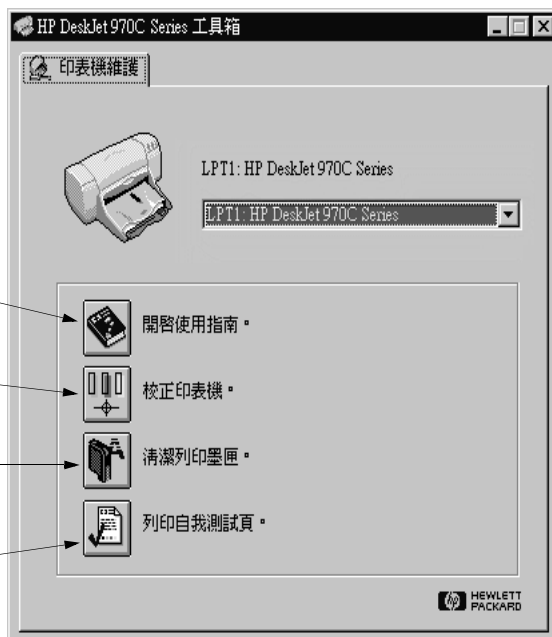 HP DeskJet 970C Series 工具箱
印表機維護
LPT1: HP DeskJet 970C Series
LPT1: HP DeskJet 970C Series
開啓使用指南。
校正印表機。
清潔列印墨匣。
列印自我測試頁。
hp HEWLETT
PACKARD